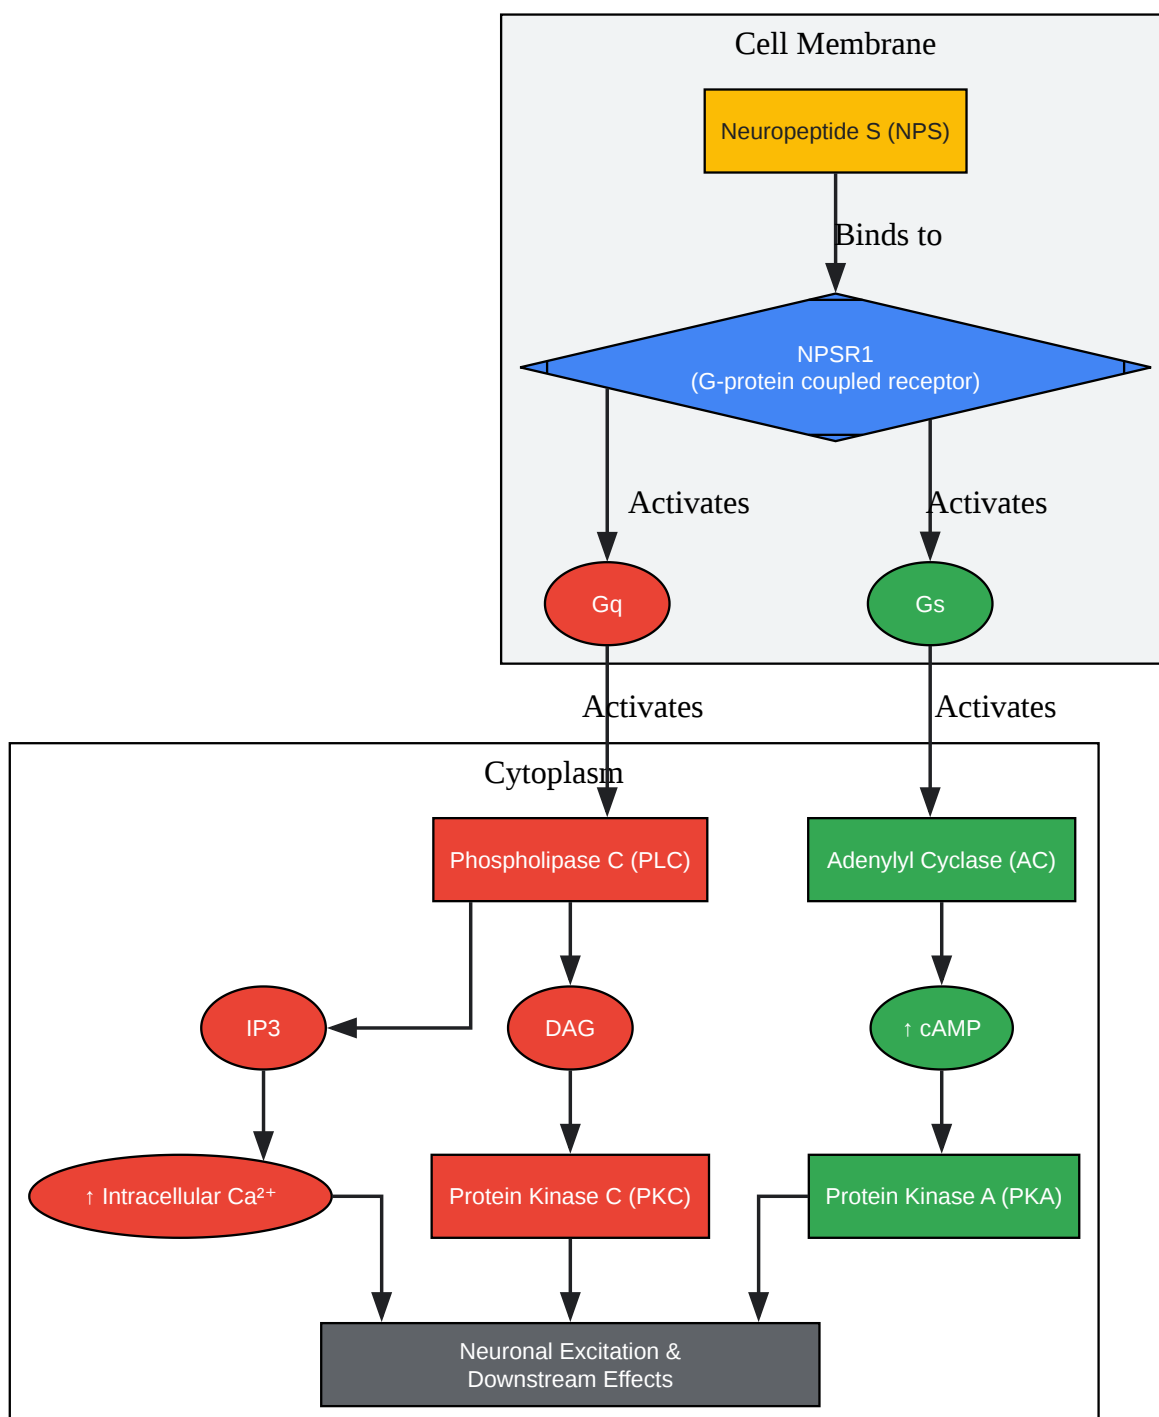 Cell Membrane
Neuropeptide S (NPS)
Binds to
NPSR1
(G-protein coupled receptor)
Activates
Activates
Gq
Gs
Activates
Activates
Cytoplasm
Phospholipase C (PLC)
Adenylyl Cyclase (AC)
IP3
DAG
↑ cAMP
↑ Intracellular Ca²⁺
Protein Kinase C (PKC)
Protein Kinase A (PKA)
Neuronal Excitation &
Downstream Effects